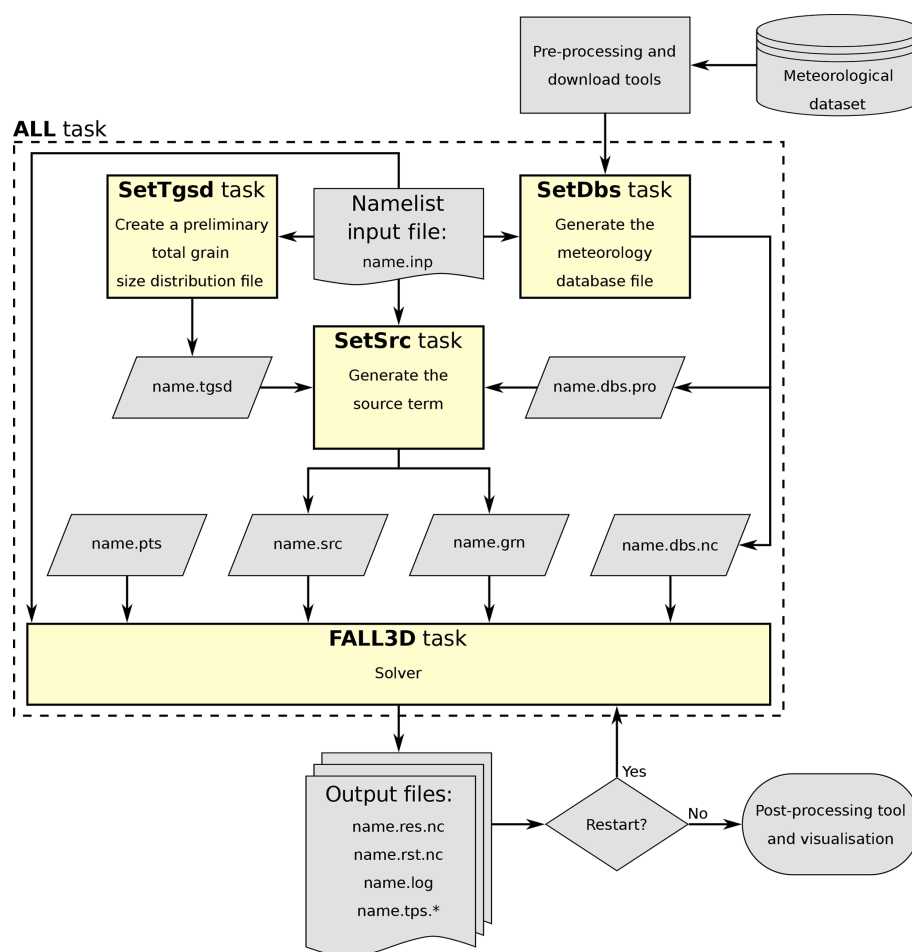 Pre-processing and
download tools
Meteorological
dataset
ALL task
SetTgsd task
Create a preliminary
total grain
size distribution file
Namelist
input file:
name.inp
SetDbs task
Generate the
meteorology
database file
name.tgsd
SetSrc task
Generate the
source term
name.dbs.pro
name.pts
name.src
name.grn
name.dbs.nc
FALL3D task
Solver
Output files:
name.res.nc
name.rst.nc
name.log
name.tps.*
Restart?
Yes
No
Post-processing tool
and visualisation